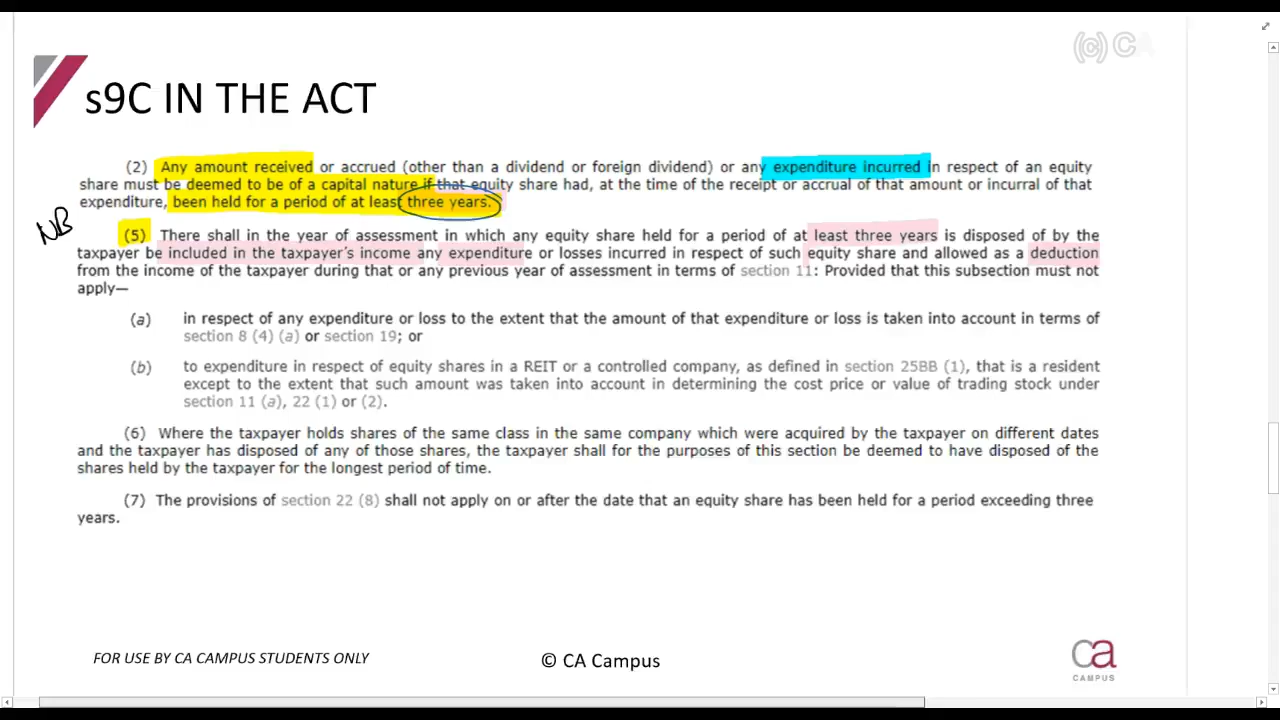 (c) CA
s9C IN THE ACT
(2) Any amount received or accrued (other than a dividend or foreign dividend) or any expenditure incurred in respect of an equity
share must be deemed to be of a capital nature if that equity share had, at the time of the receipt or accrual of that amount or incurral of that
expenditure, been held for a period of at least three years.
NB
(5) There shall in the year of assessment in which any equity share held for a period of at least three years is disposed of by the
taxpayer be included in the taxpayer's income any expenditure or losses incurred in respect of such equity share and allowed as a deduction
from the income of the taxpayer during that or any previous year of assessment in terms of section 11: Provided that this subsection must not
apply—
(a) in respect of any expenditure or loss to the extent that the amount of that expenditure or loss is taken into account in terms of
section 8 (4) (a) or section 19; or
(b) to expenditure in respect of equity shares in a REIT or a controlled company, as defined in section 25BB (1), that is a resident
except to the extent that such amount was taken into account in determining the cost price or value of trading stock under
section 11 (a), 22 (1) or (2).
(6) Where the taxpayer holds shares of the same class in the same company which were acquired by the taxpayer on different dates
and the taxpayer has disposed of any of those shares, the taxpayer shall for the purposes of this section be deemed to have disposed of the
shares held by the taxpayer for the longest period of time.
(7) The provisions of section 22 (8) shall not apply on or after the date that an equity share has been held for a period exceeding three
years.
FOR USE BY CA CAMPUS STUDENTS ONLY
© CA Campus
ca
CAMPUS